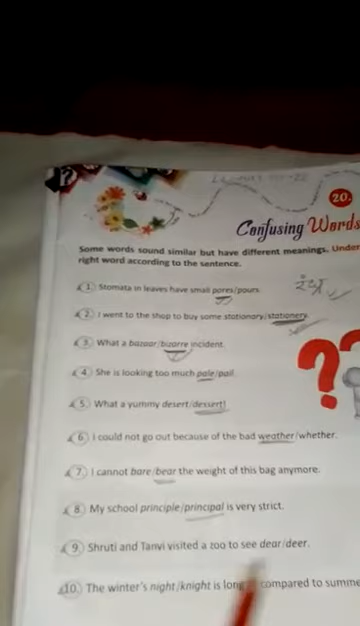 20.
Confusing Words
Some words sound similar but have different meanings. Under
right word according to the sentence.
1. Stomata in leaves have small pores/pours.
2. I went to the shop to buy some stationary/stationery.
3. What a bazaar/bizarre incident.
4. She is looking too much pale/pail.
5. What a yummy desert/dessert!
6. I could not go out because of the bad weather/whether.
7. I cannot bare/bear the weight of this bag anymore.
8. My school principle/principal is very strict.
9. Shruti and Tanvi visited a zoo to see dear/deer.
10. The winter's night/knight is long compared to summe